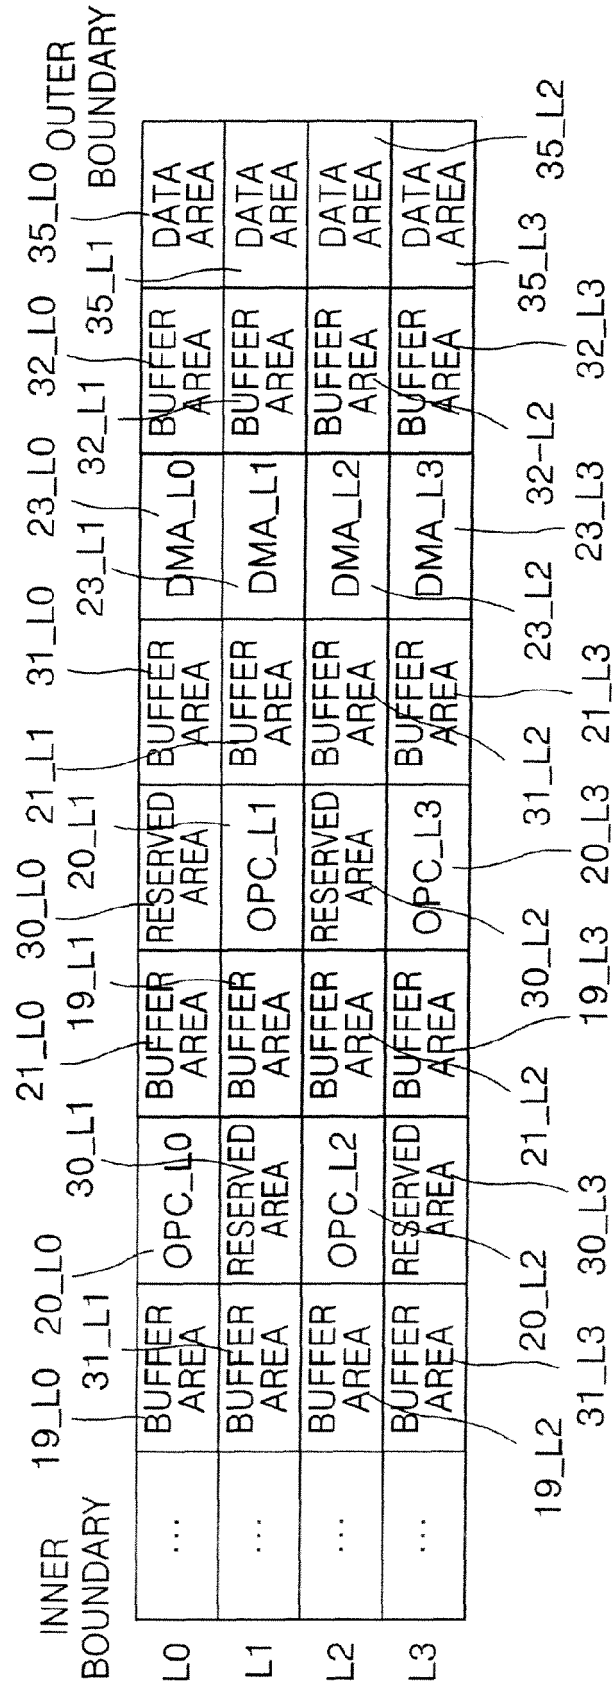 INNER
BOUNDARY
OUTER
BOUNDARY
19_L0
20_L0
21_L0
30_L0
31_L0
23_L0
32_L0
35_L0
31_L1
30_L1
19_L1
20_L1
21_L1
23_L1
32_L1
35_L1
L0
...
BUFFER
AREA
OPC_L0
BUFFER
AREA
RESERVED
AREA
BUFFER
AREA
DMA_L0
BUFFER
AREA
DATA
AREA
L1
...
BUFFER
AREA
RESERVED
AREA
BUFFER
AREA
OPC_L1
BUFFER
AREA
DMA_L1
BUFFER
AREA
DATA
AREA
L2
...
BUFFER
AREA
OPC_L2
BUFFER
AREA
RESERVED
AREA
BUFFER
AREA
DMA_L2
BUFFER
AREA
DATA
AREA
L3
...
BUFFER
AREA
RESERVED
AREA
BUFFER
AREA
OPC_L3
BUFFER
AREA
DMA_L3
BUFFER
AREA
DATA
AREA
19_L2
20_L2
21_L2
30_L2
31_L2
23_L2
32-L2
35_L3
35_L2
31_L3
30_L3
19_L3
20_L3
21_L3
23_L3
32_L3